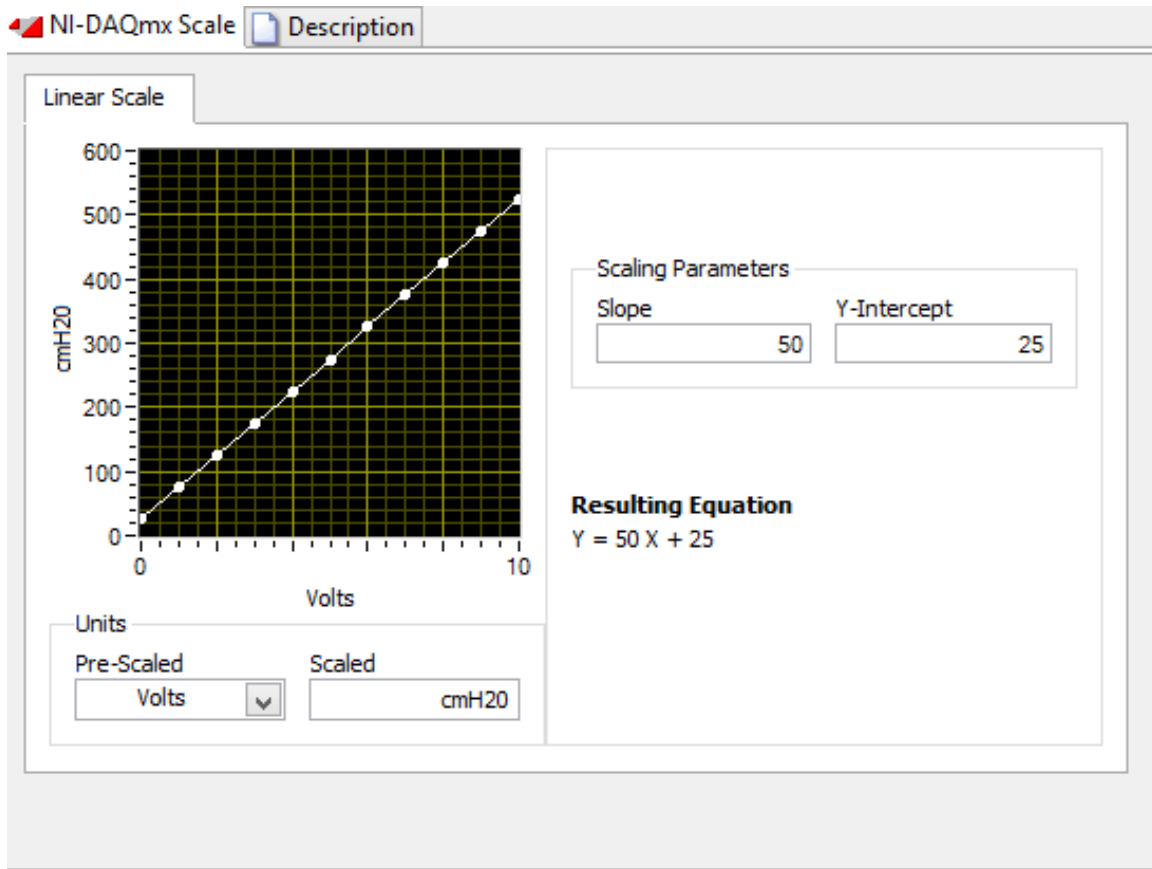 NI-DAQmx Scale Description
Linear Scale
600
500
400
300
200
100
0
cmH20
0 10
Volts
Units
Pre-Scaled Scaled
Volts cmH20
Scaling Parameters
Slope Y-Intercept
50 25
Resulting Equation
Y = 50 X + 25